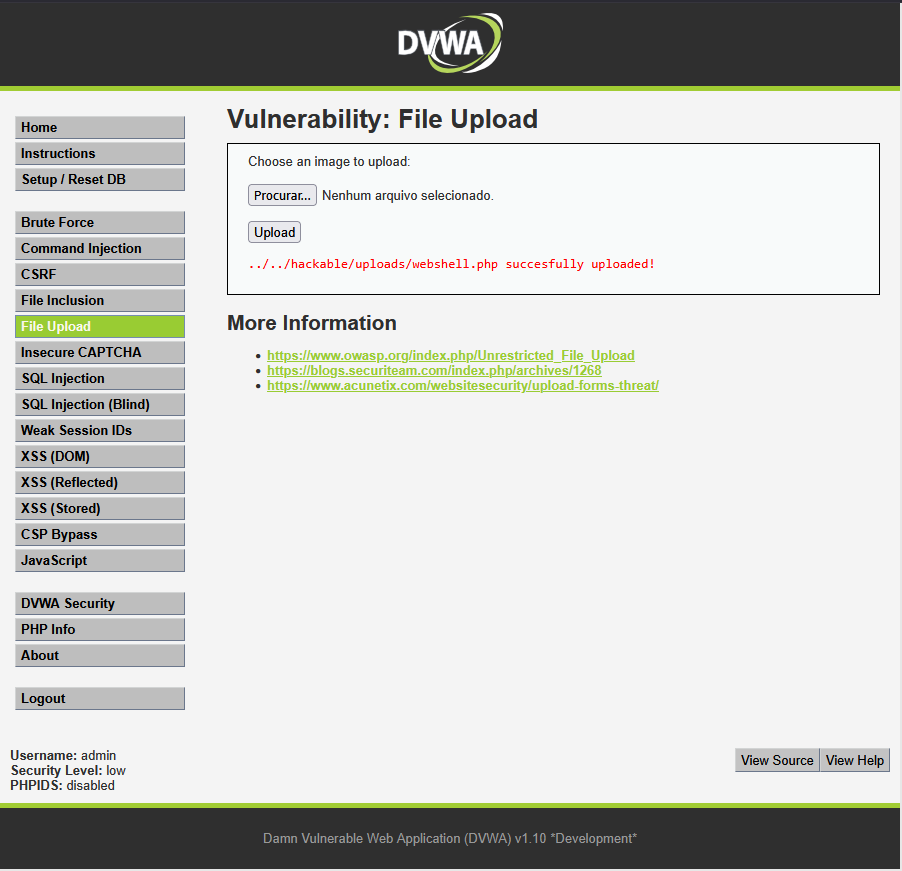 DVWA
Vulnerability: File Upload
Home
Instructions
Setup / Reset DB
Brute Force
Command Injection
CSRF
File Inclusion
File Upload
Insecure CAPTCHA
SQL Injection
SQL Injection (Blind)
Weak Session IDs
XSS (DOM)
XSS (Reflected)
XSS (Stored)
CSP Bypass
JavaScript
DVWA Security
PHP Info
About
Logout
Choose an image to upload:
Procurar... Nenhum arquivo selecionado.
Upload
../../hackable/uploads/webshell.php succesfully uploaded!
More Information
https://www.owasp.org/index.php/Unrestricted_File_Upload
https://blogs.securiteam.com/index.php/archives/1268
https://www.acunetix.com/websitesecurity/upload-forms-threat/
Username: admin
Security Level: low
PHPIDS: disabled
View Source View Help
Damn Vulnerable Web Application (DVWA) v1.10 *Development*